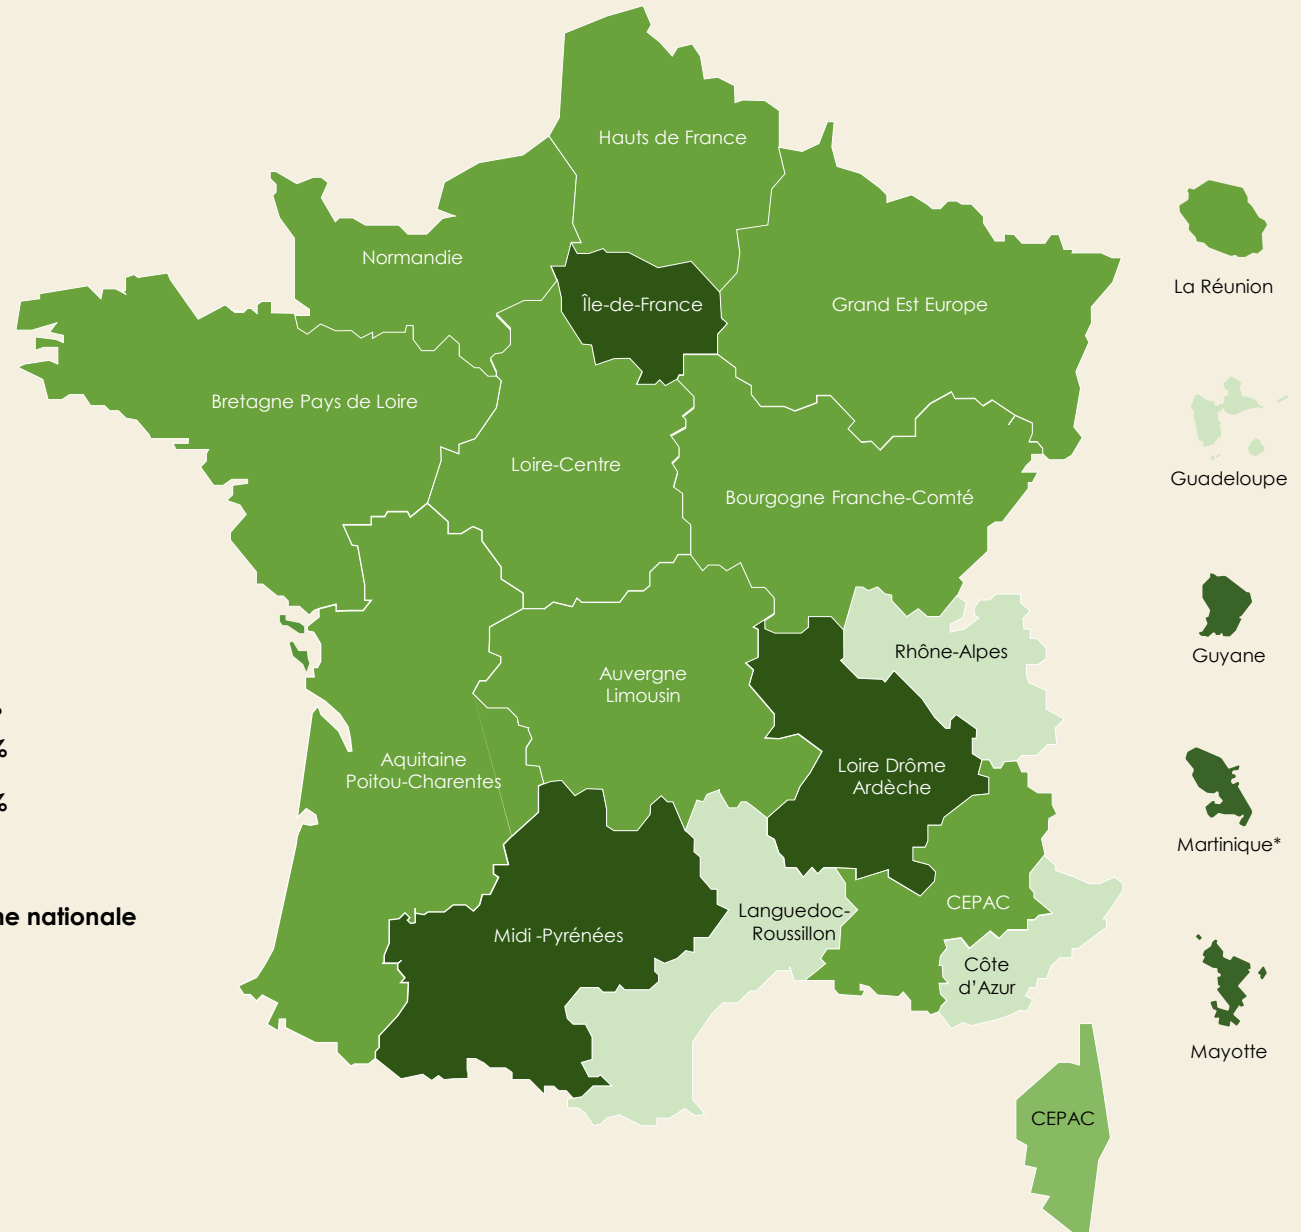 Hauts de France
Normandie
Île-de-France
Grand Est Europe
La Réunion
Bretagne Pays de Loire
Loire-Centre
Bourgogne Franche-Comté
Guadeloupe
Rhône-Alpes
Guyane
Auvergne
Limousin
%
%
Aquitaine
Poitou-Charentes
Loire Drôme
Ardèche
Martinique*
nationale
Midi -Pyrénées
Languedoc-
Roussillon
CEPAC
Côte
d'Azur
Mayotte
CEPAC